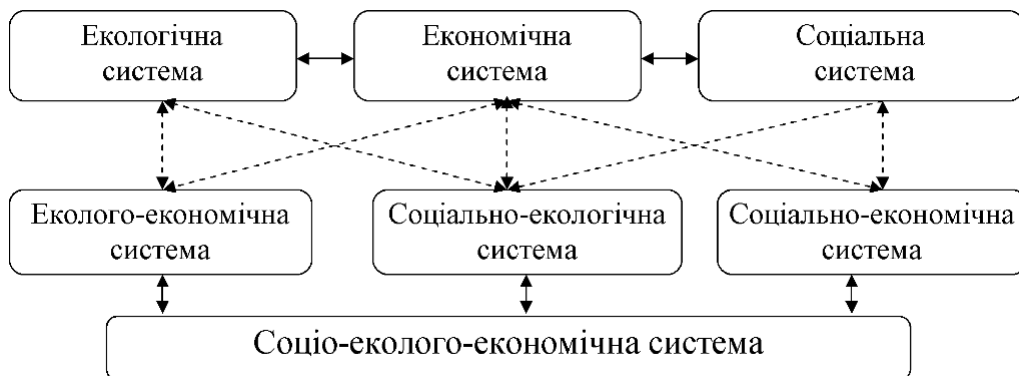 Екологічна
система
Економічна
система
Соціальна
система
Еколого-економічна
система
Соціально-екологічна
система
Соціально-економічна
система
Соціо-еколого-економічна система